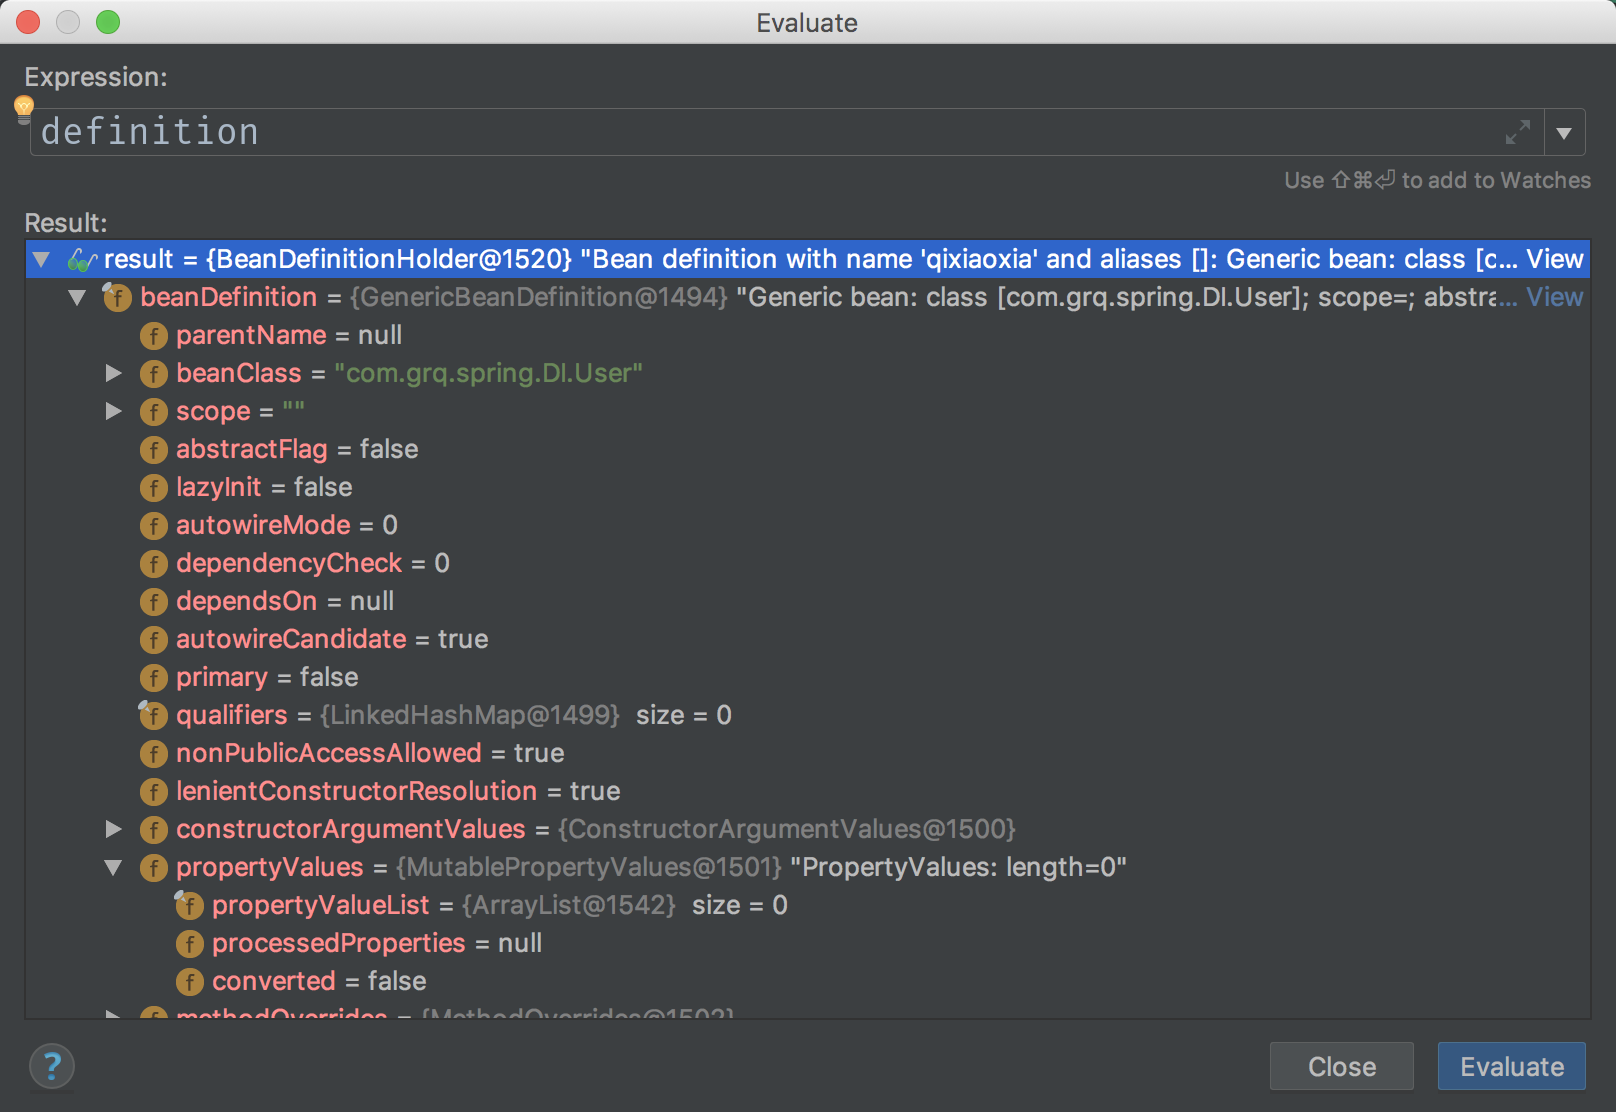 Evaluate
Expression:
definition
Use ⇧⌘⏎ to add to Watches
Result:
result = {BeanDefinitionHolder@1520} "Bean definition with name 'qixiaoxia' and aliases []: Generic bean: class [c... View
f beanDefinition = {GenericBeanDefinition@1494} "Generic bean: class [com.grq.spring.DI.User]; scope=; abstra... View
f parentName = null
f beanClass = "com.grq.spring.DI.User"
f scope = ""
f abstractFlag = false
f lazyInit = false
f autowireMode = 0
f dependencyCheck = 0
f dependsOn = null
f autowireCandidate = true
f primary = false
f qualifiers = {LinkedHashMap@1499} size = 0
f nonPublicAccessAllowed = true
f lenientConstructorResolution = true
f constructorArgumentValues = {ConstructorArgumentValues@1500}
f propertyValues = {MutablePropertyValues@1501} "PropertyValues: length=0"
f propertyValueList = {ArrayList@1542} size = 0
f processedProperties = null
f converted = false
f methodOverrides = {MethodOverrides@1502}
?
Close
Evaluate